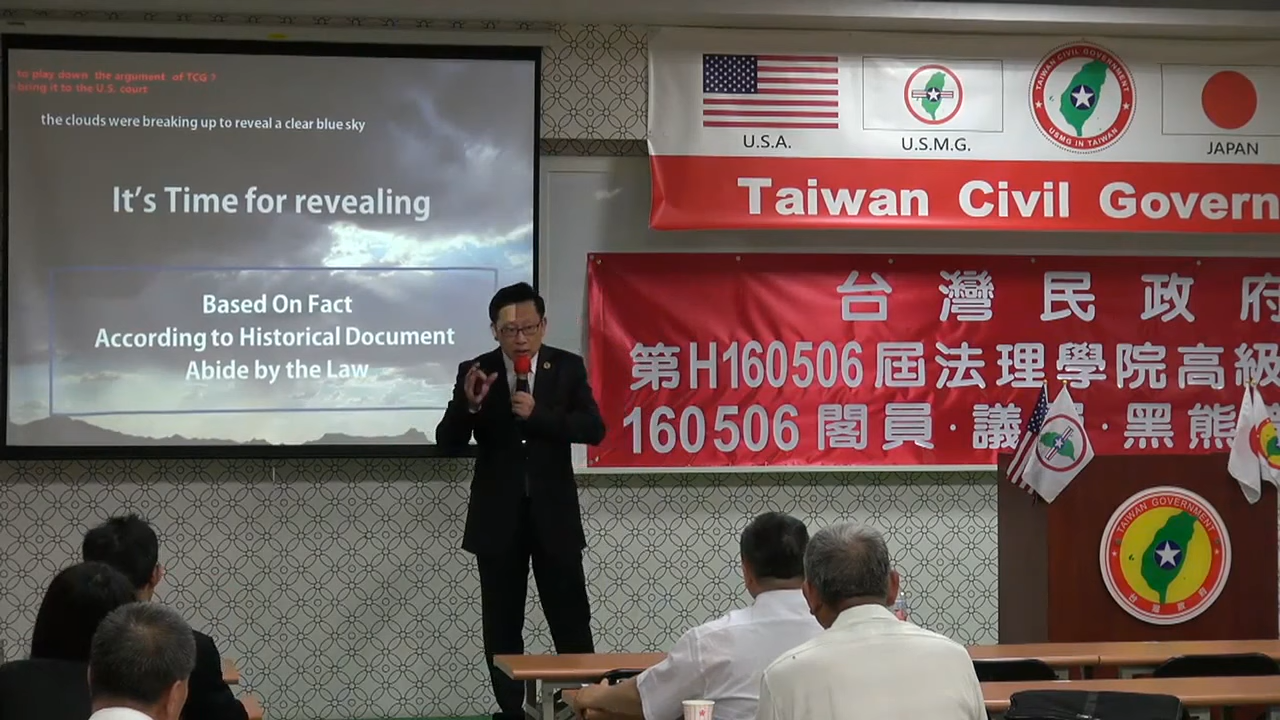 to play down the argument of TCG ?
bring it to the U.S. court
the clouds were breaking up to reveal a clear blue sky
It's Time for revealing
Based On Fact
According to Historical Document
Abide by the Law
U.S.A.
U.S.M.G.
TAIWAN CIVIL GOVERNMENT
USMG IN TAIWAN
JAPAN
Taiwan Civil Govern
台灣民政府
第H160506屆法理學院高級
160506閣員·議 ·黑熊
TAIWAN GOVERNMENT
台灣政府